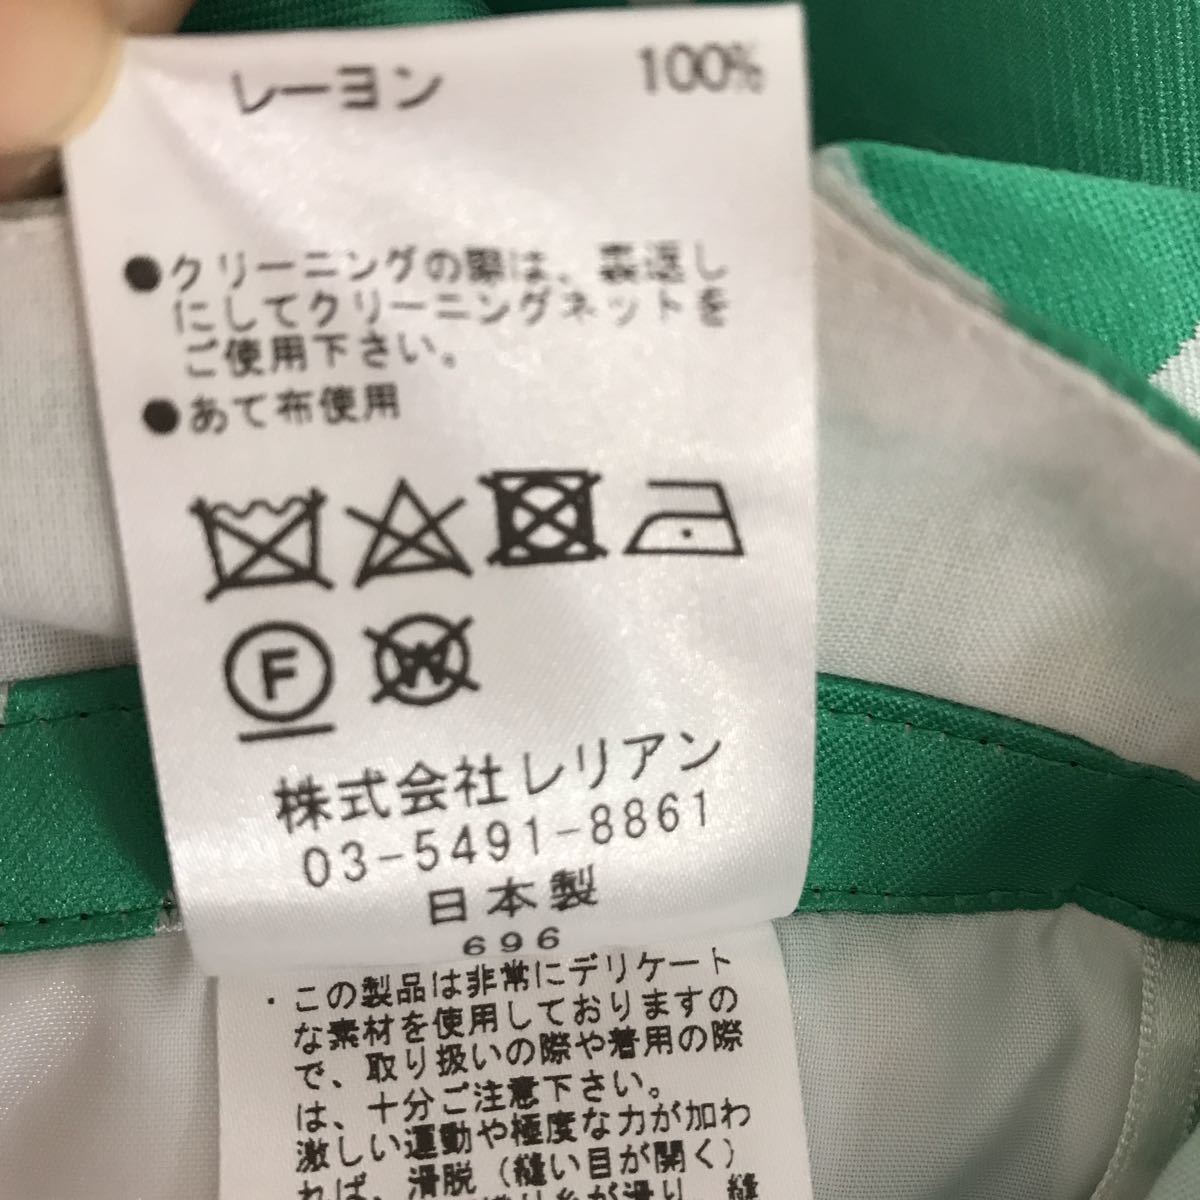 レーヨン 100%
●クリーニングの際は、裏返し
にしてクリーニングネットを
ご使用下さい。
●あて布使用
F W
株式会社レリアン
03-5491-8861
日本製
696
・この製品は非常にデリケート
な素材を使用しておりますの
で、取り扱いの際や着用の際
は、十分ご注意下さい。
激しい運動や極度な力が加わ
れば、滑脱（縫い目が開く）
糸が滑り、縫